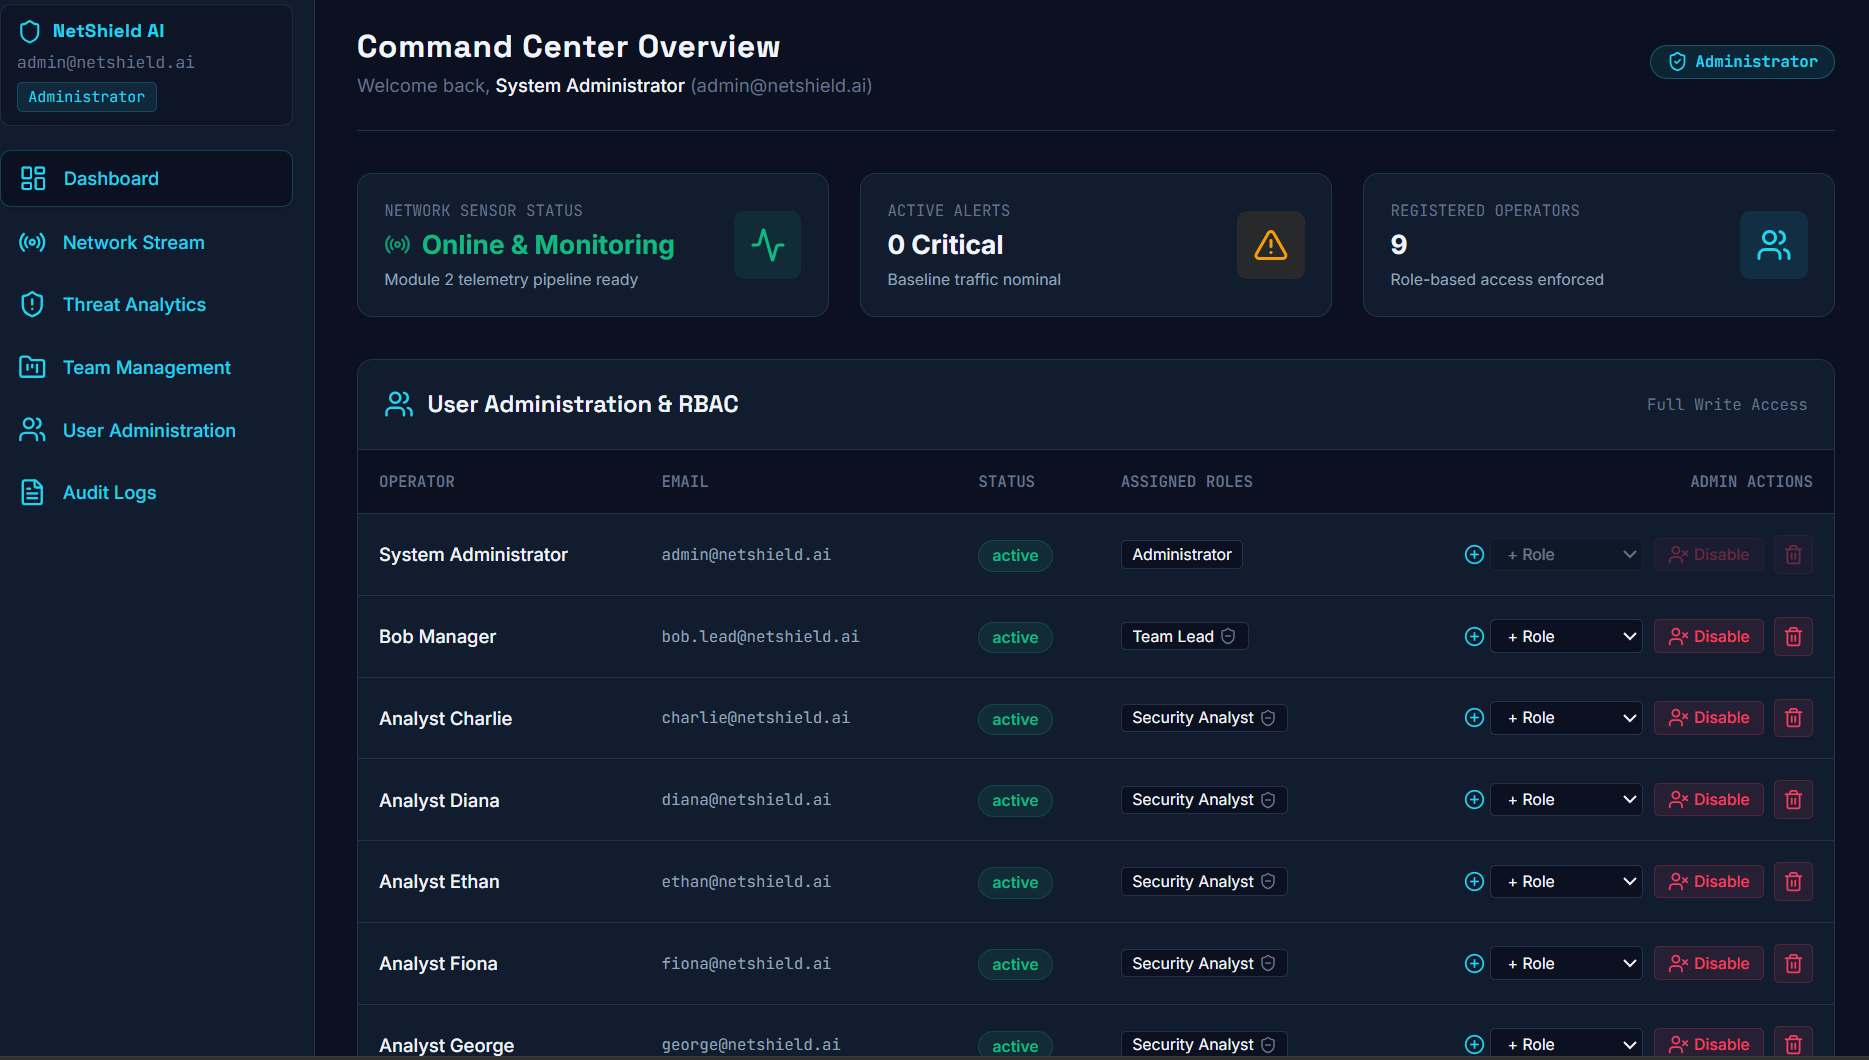 NetShield AI
admin@netshield.ai
Administrator
Dashboard
Network Stream
Threat Analytics
Team Management
User Administration
Audit Logs
Command Center Overview
Welcome back, System Administrator (admin@netshield.ai)
Administrator
NETWORK SENSOR STATUS
Online & Monitoring
Module 2 telemetry pipeline ready
ACTIVE ALERTS
0 Critical
Baseline traffic nominal
REGISTERED OPERATORS
9
Role-based access enforced
User Administration & RBAC
Full Write Access
OPERATOR EMAIL STATUS ASSIGNED ROLES ADMIN ACTIONS
System Administrator admin@netshield.ai active Administrator + Role Disable
Bob Manager bob.lead@netshield.ai active Team Lead + Role Disable
Analyst Charlie charlie@netshield.ai active Security Analyst + Role Disable
Analyst Diana diana@netshield.ai active Security Analyst + Role Disable
Analyst Ethan ethan@netshield.ai active Security Analyst + Role Disable
Analyst Fiona fiona@netshield.ai active Security Analyst + Role Disable
Analyst George george@netshield.ai active Security Analyst + Role Disable